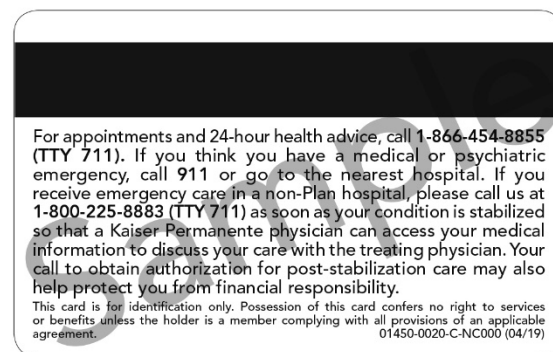 For appointments and 24-hour health advice, call 1-866-454-8855
(TTY 711). If you think you have a medical or psychiatric
emergency, call 911 or go to the nearest hospital. If you
receive emergency care in a non-Plan hospital, please call us at
1-800-225-8883 (TTY 711) as soon as your condition is stabilized
so that a Kaiser Permanente physician can access your medical
information to discuss your care with the treating physician. Your
call to obtain authorization for post-stabilization care may also
help protect you from financial responsibility.
This card is for identification only. Possession of this card confers no right to services
or benefits unless the holder is a member complying with all provisions of an applicable
agreement. 01450-0020-C-NC000 (04/19)
Sample